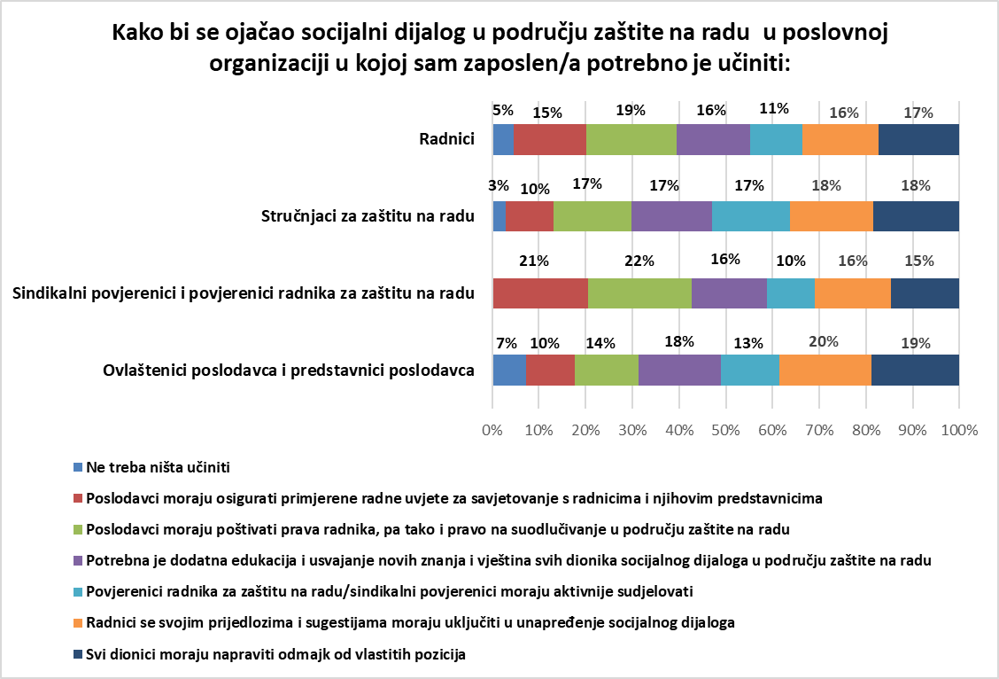 Kako bi se ojačao socijalni dijalog u području zaštite na radu  u poslovnoj
organizaciji u kojoj sam zaposlen/a potrebno je učiniti:
5% 15% 19% 16% 11% 16% 17%
Radnici
3% 10% 17% 17% 17% 18% 18%
Stručnjaci za zaštitu na radu
21% 22% 16% 10% 16% 15%
Sindikalni povjerenici i povjerenici radnika za zaštitu na radu
7% 10% 14% 18% 13% 20% 19%
Ovlaštenici poslodavca i predstavnici poslodavca
0% 10% 20% 30% 40% 50% 60% 70% 80% 90% 100%
Ne treba ništa učiniti
Poslodavci moraju osigurati primjerene radne uvjete za savjetovanje s radnicima i njihovim predstavnicima
Poslodavci moraju poštivati prava radnika, pa tako i pravo na suodlučivanje u području zaštite na radu
Potrebna je dodatna edukacija i usvajanje novih znanja i vještina svih dionika socijalnog dijaloga u području zaštite na radu
Povjerenici radnika za zaštitu na radu/sindikalni povjerenici moraju aktivnije sudjelovati
Radnici se svojim prijedlozima i sugestijama moraju uključiti u unapređenje socijalnog dijaloga
Svi dionici moraju napraviti odmajk od vlastitih pozicija